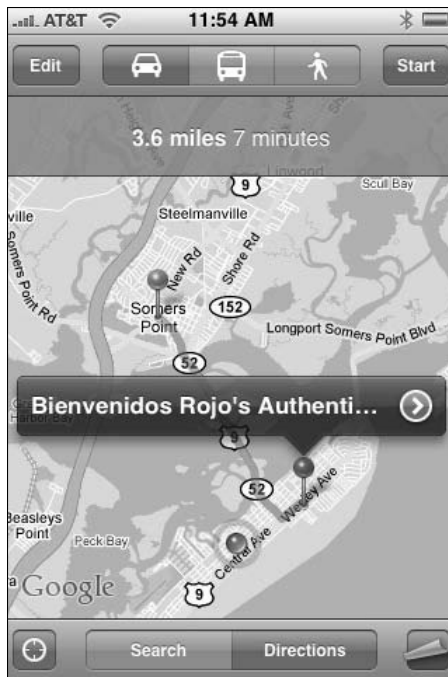 AT&T 11:54 AM
Edit Start
3.6 miles 7 minutes
Linwood
9
Scull Bay
ville
Steelmanville
Somers Point Rd
New Rd
Shore Rd
Somers Point
152
Longport Somers Point Blvd
52
Bienvenidos Rojo's Authenti...
Harbor Bay
9
52
Wesley Ave
Beasleys Point
Peck Bay
Central Ave
Google
9
Search Directions